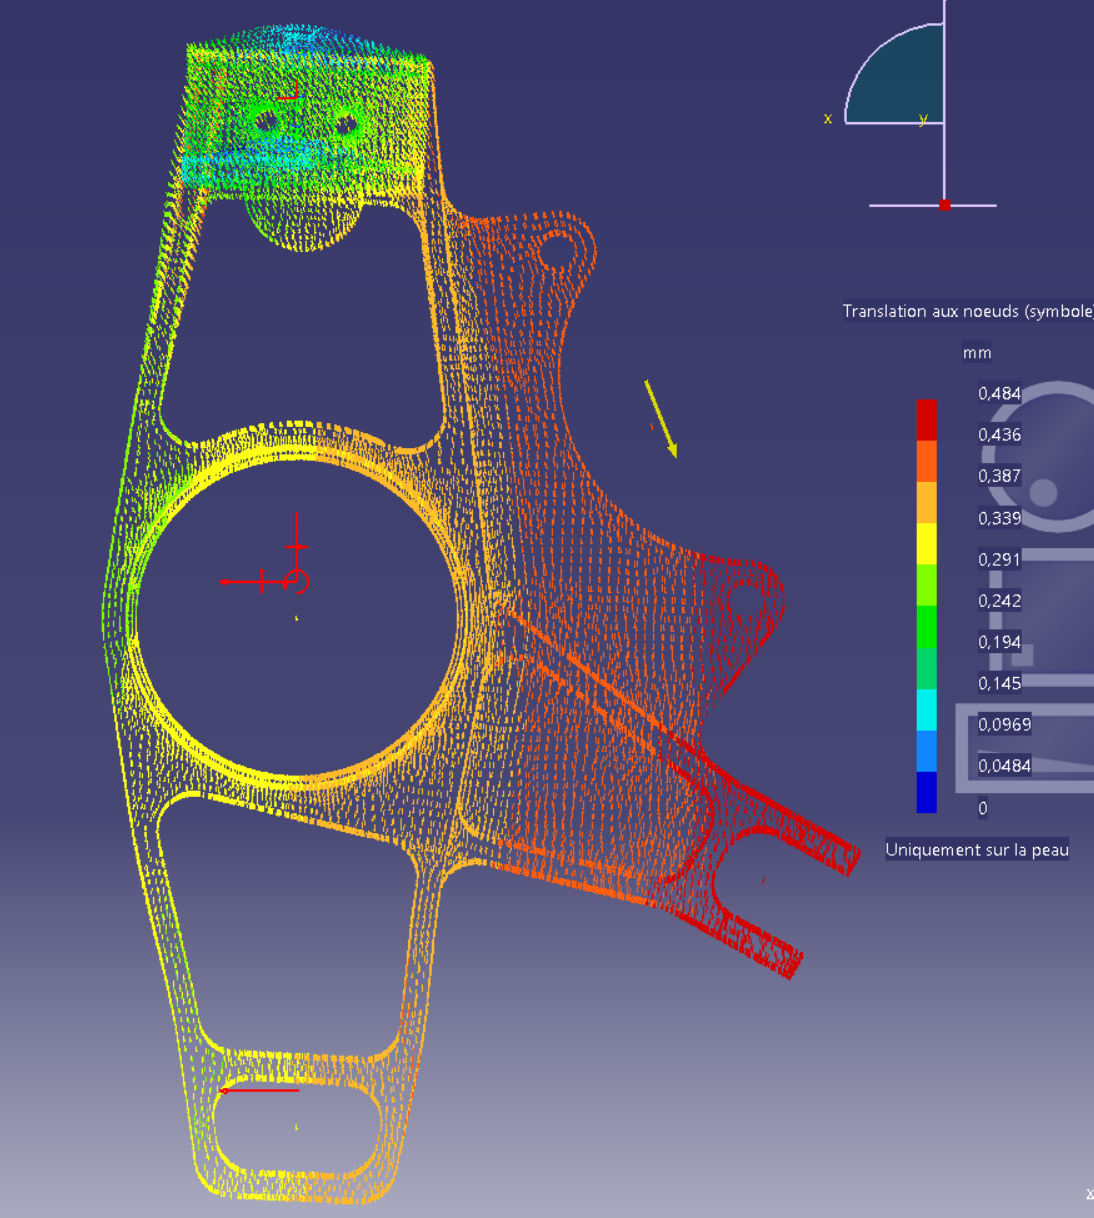 x
y
Translation aux noeuds (symbole)
mm
0,484
0,436
0,387
0,339
0,291
0,242
0,194
0,145
0,0969
0,0484
0
Uniquement sur la peau
x